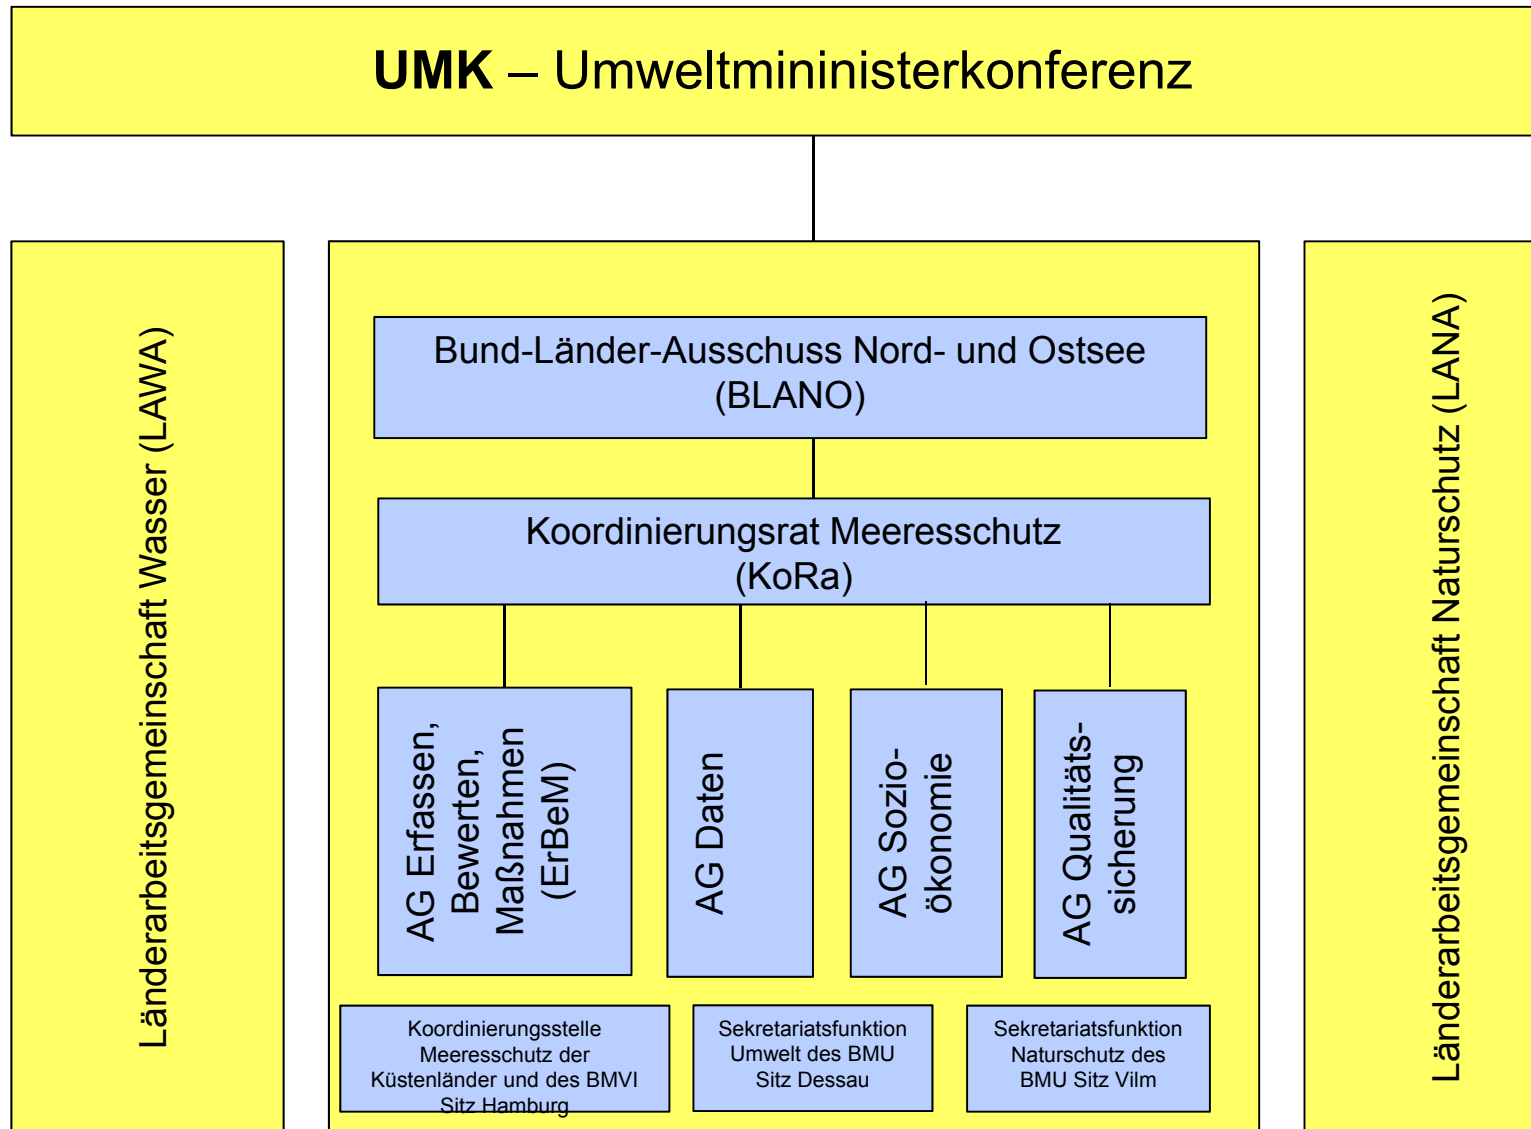 UMK – Umweltmininisterkonferenz
Länderarbeitsgemeinschaft Wasser (LAWA)
Bund-Länder-Ausschuss Nord- und Ostsee
(BLANO)
Koordinierungsrat Meeresschutz
(KoRa)
AG Erfassen,
Bewerten,
Maßnahmen
(ErBeM)
AG Daten
AG Sozio-
ökonomie
AG Qualitäts-
sicherung
Koordinierungsstelle
Meeresschutz der
Küstenländer und des BMVI
Sitz Hamburg
Sekretariatsfunktion
Umwelt des BMU
Sitz Dessau
Sekretariatsfunktion
Naturschutz des
BMU Sitz Vilm
Länderarbeitsgemeinschaft Naturschutz (LANA)